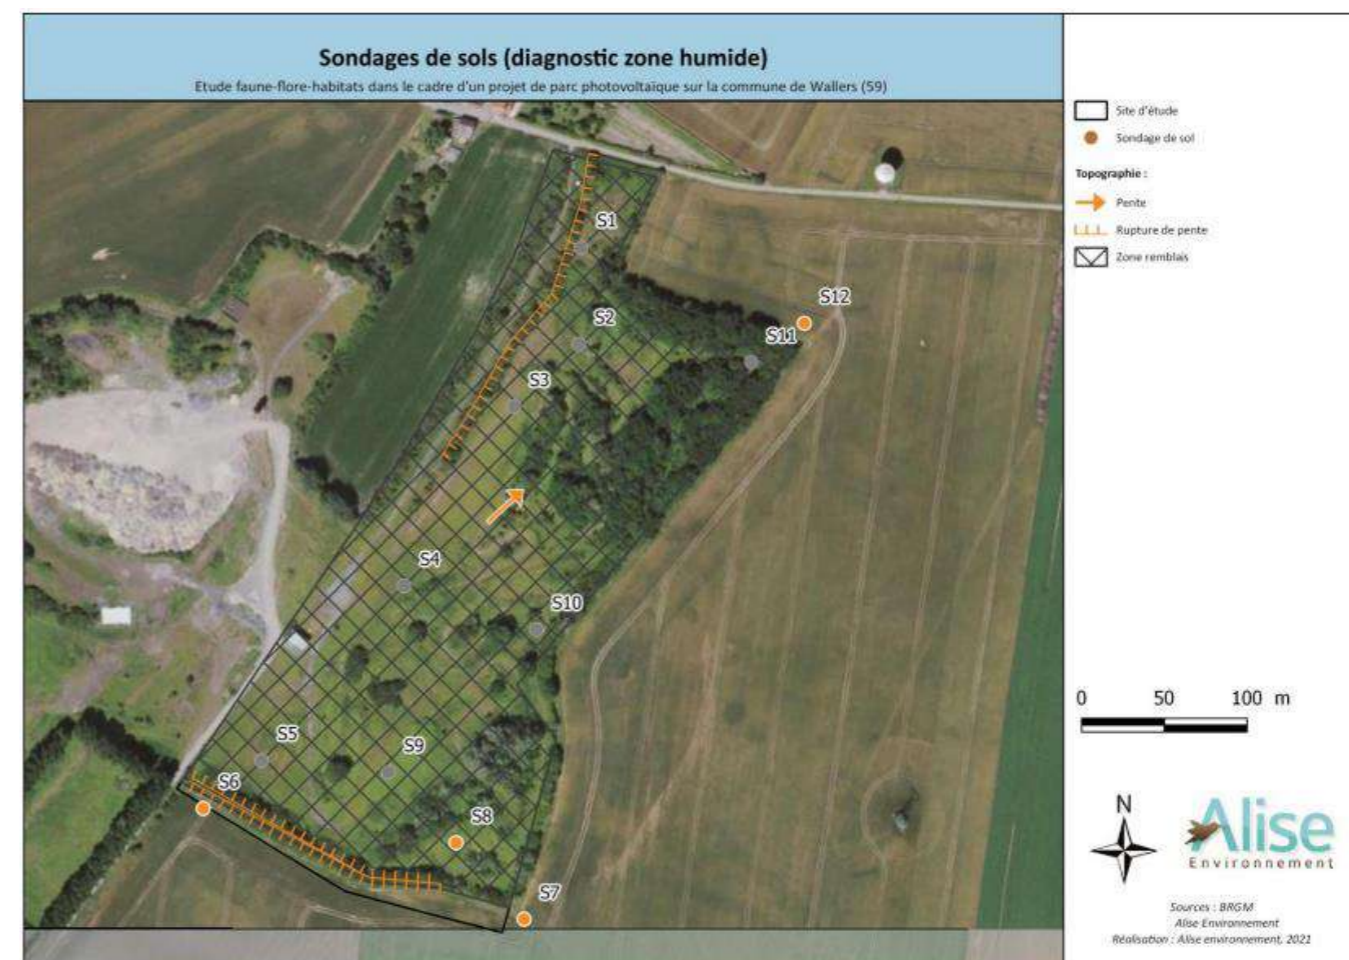 Sondages de sols (diagnostic zone humide)
Etude faune-flore-habitats dans le cadre d'un projet de parc photovoltaïque sur la commune de Wallers (59)
Site d'étude
Sondage de sol
Topographie :
Pente
Rupture de pente
Zone remblais
S1
S12
S2
S11
S3
S4
S10
S5
S9
S6
S8
S7
0 50 100 m
N
Alise
Environnement
Sources : BRGM
Alise Environnement
Réalisation : Alise environnement, 2021